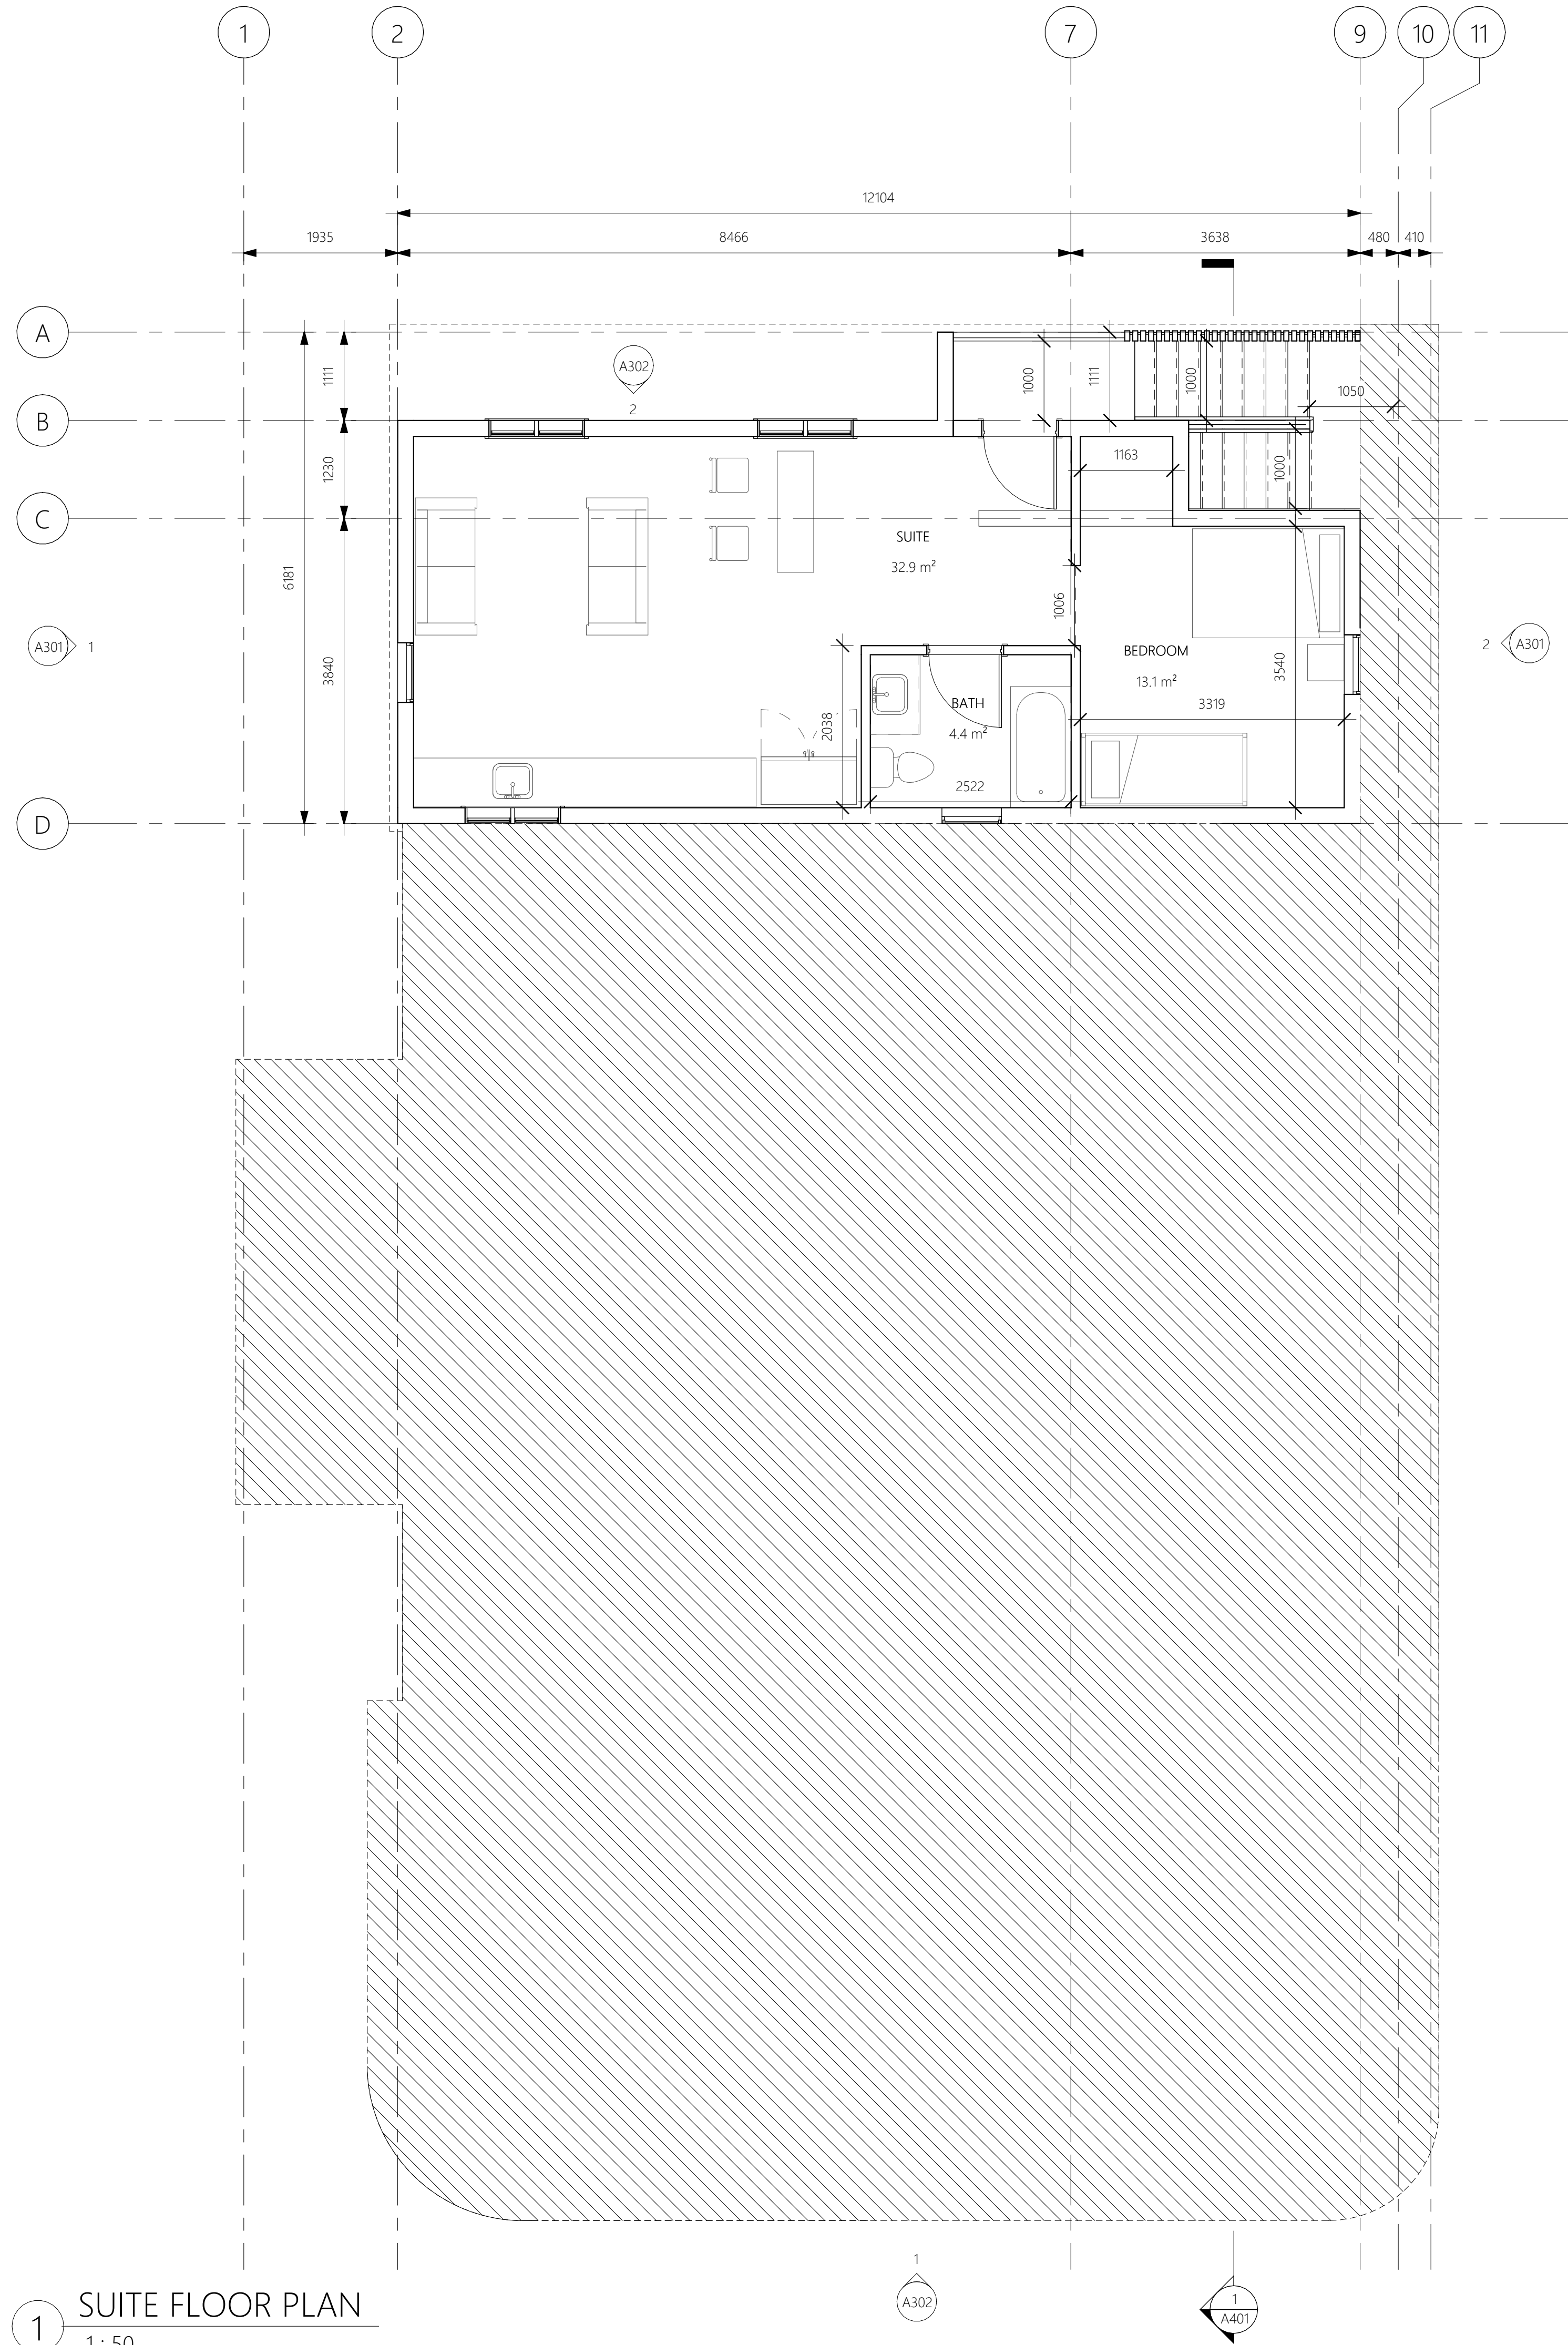 1
2
7
9
10
11
12104
1935
8466
3638
480
410
A
A302
2
1111
1000
1111
1000
1050
B
1230
1163
1000
C
SUITE
32.9 m²
6181
1006
A301
1
BEDROOM
13.1 m²
2
A301
3840
3540
BATH
4.4 m²
3319
2038
2522
D
1
A302
1
A401
1
SUITE FLOOR PLAN
1 : 50